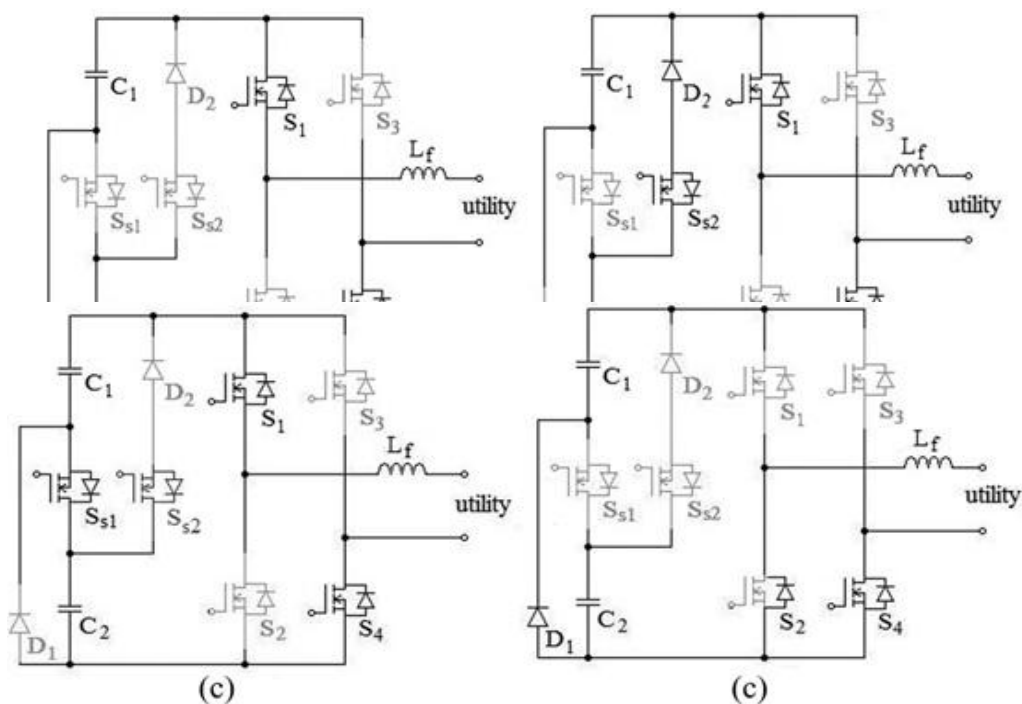 C1
D2
S1
S3
Lf
Ss1
Ss2
utility
C1
D2
S1
S3
Lf
Ss1
Ss2
utility
C1
D2
S1
S3
Lf
Ss1
Ss2
utility
C2
D1
S2
S4
(c)
C1
D2
S1
S3
Lf
Ss1
Ss2
utility
C2
D1
S2
S4
(c)